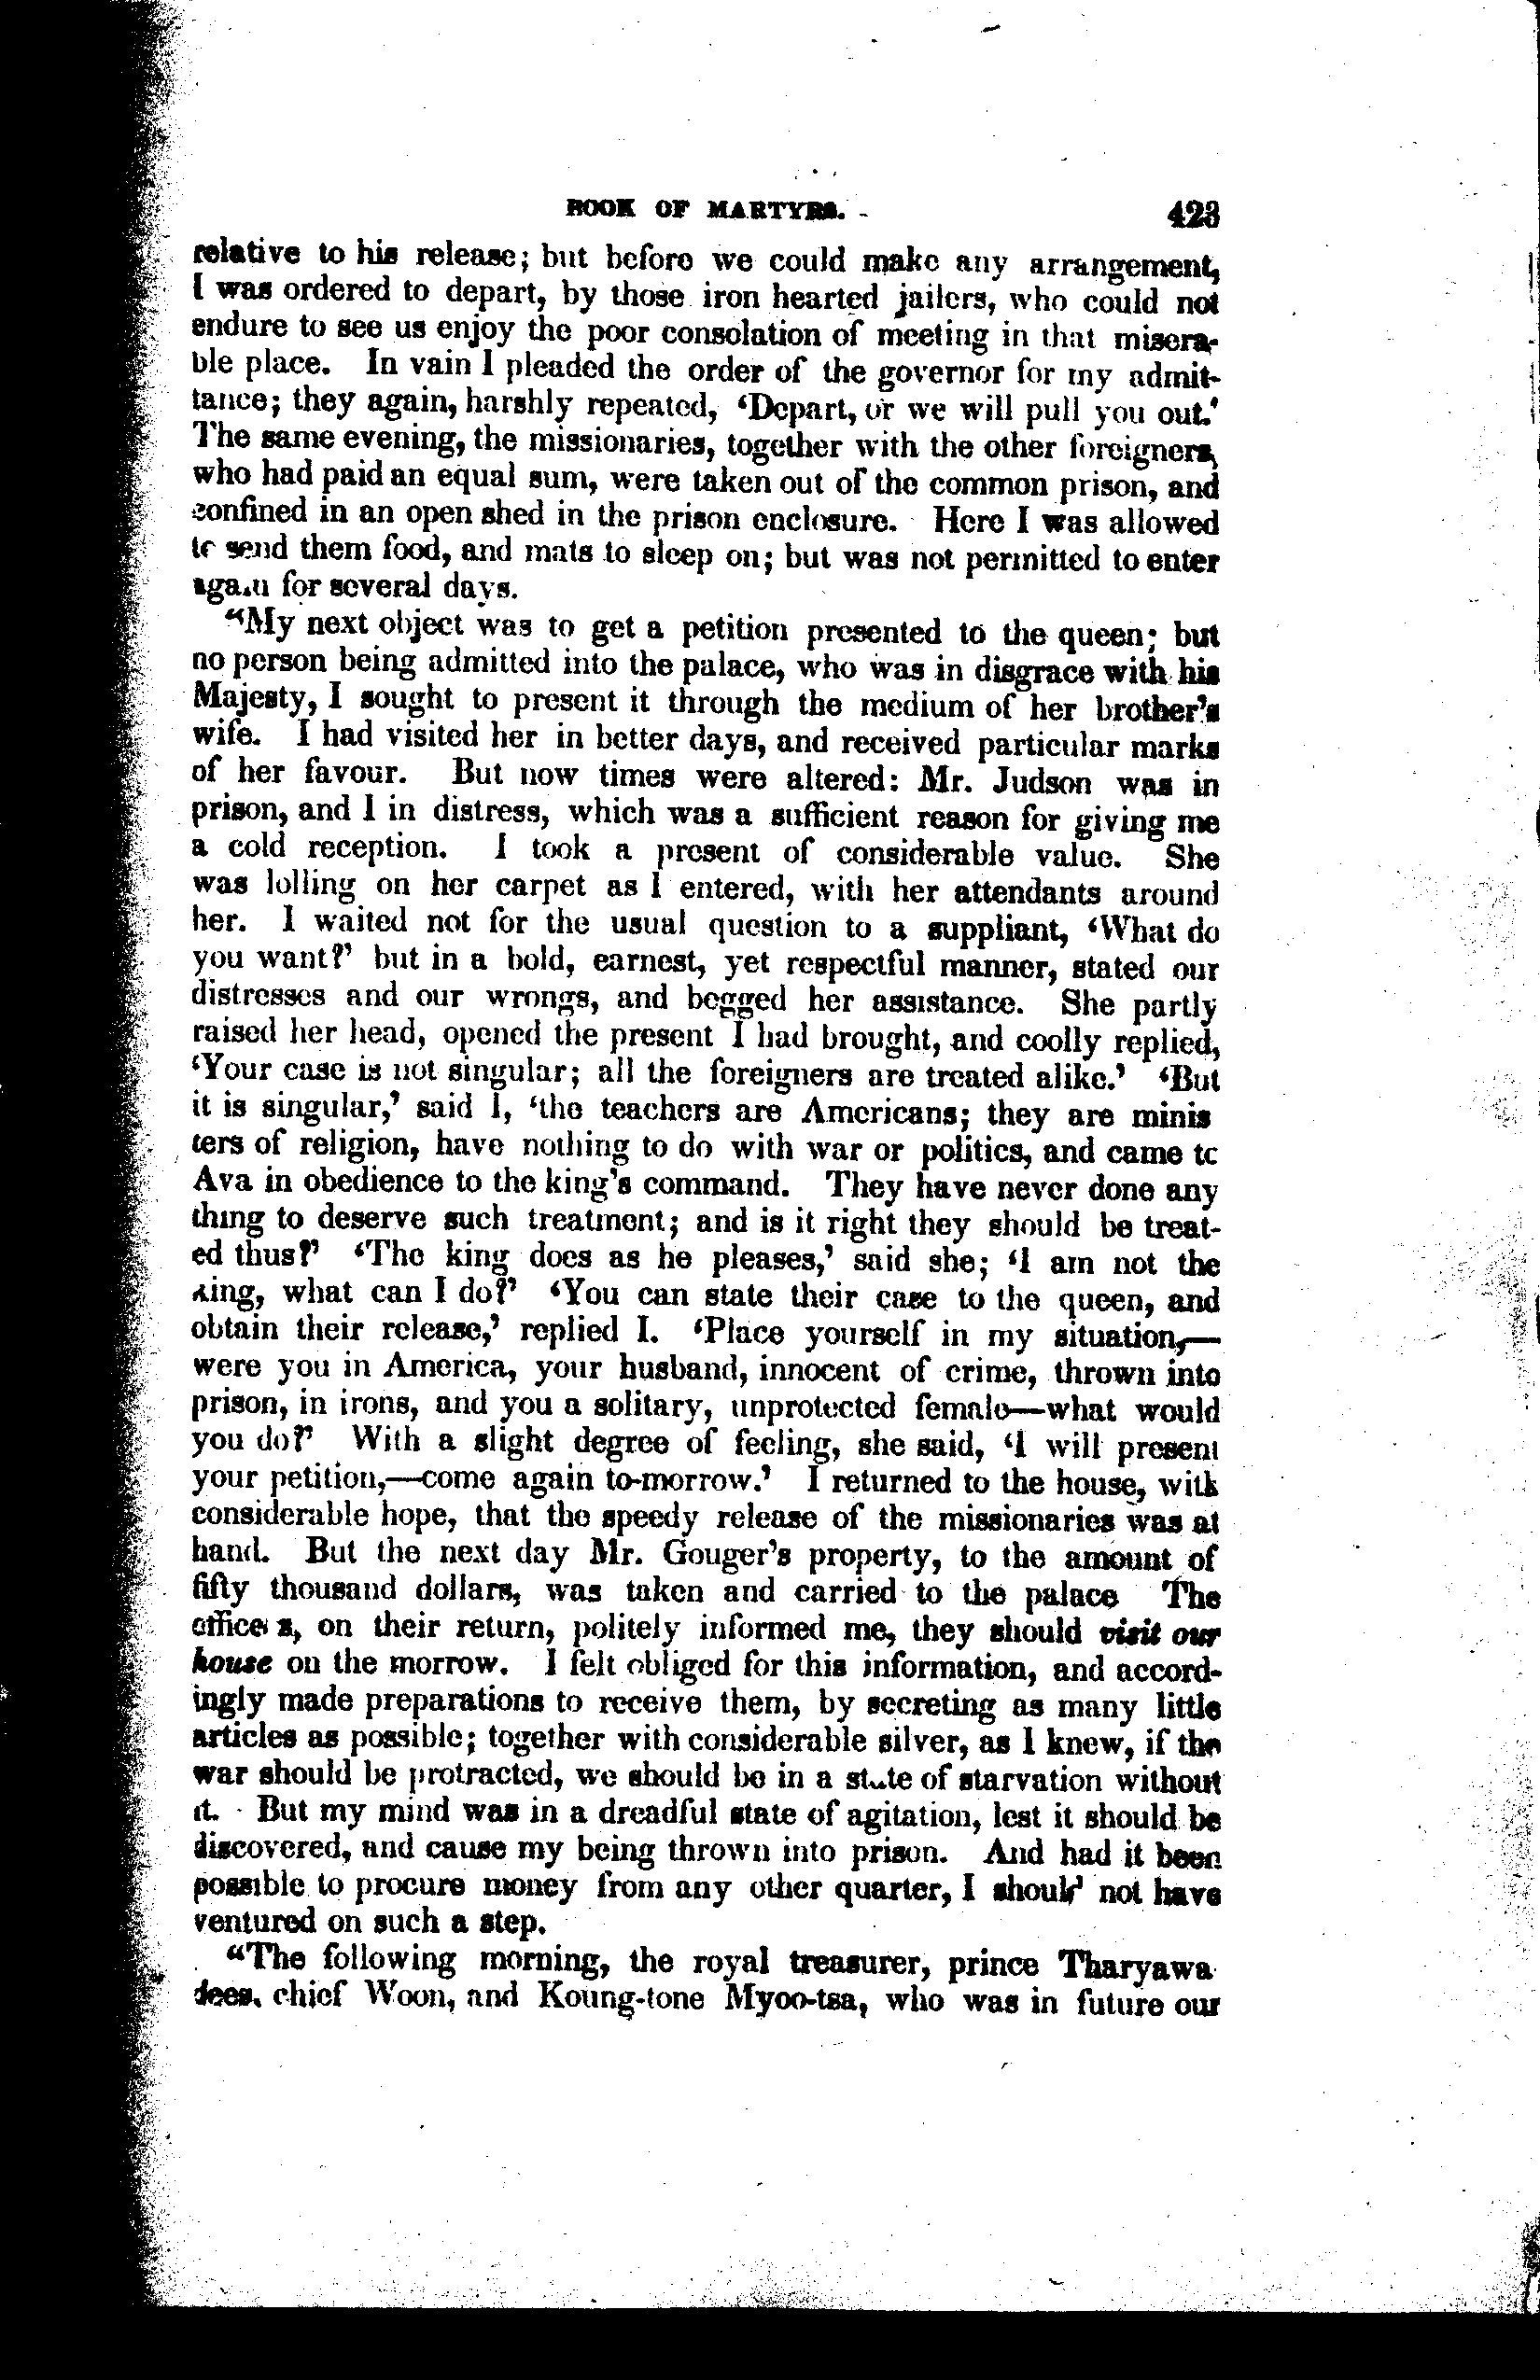 BOOK OF MARTYRS. 423
relative to his release; but before we could make any arrangement,
I was ordered to depart, by those iron hearted jailers, who could not
endure to see us enjoy the poor consolation of meeting in that misera-
ble place. In vain I pleaded the order of the governor for my admit-
tance; they again, harshly repeated, ‘Depart, or we will pull you out.’
The same evening, the missionaries, together with the other foreigners,
who had paid an equal sum, were taken out of the common prison, and
confined in an open shed in the prison enclosure. Here I was allowed
to send them food, and mats to sleep on; but was not permitted to enter
again for several days.
“My next object was to get a petition presented to the queen; but
no person being admitted into the palace, who was in disgrace with his
Majesty, I sought to present it through the medium of her brother’s
wife. I had visited her in better days, and received particular marks
of her favour. But now times were altered: Mr. Judson was in
prison, and I in distress, which was a sufficient reason for giving me
a cold reception. I took a present of considerable value. She
was lolling on her carpet as I entered, with her attendants around
her. I waited not for the usual question to a suppliant, ‘What do
you want?’ but in a bold, earnest, yet respectful manner, stated our
distresses and our wrongs, and begged her assistance. She partly
raised her head, opened the present I had brought, and coolly replied,
‘Your case is not singular; all the foreigners are treated alike.’ ‘But
it is singular,’ said I, ‘the teachers are Americans; they are minis
ters of religion, have nothing to do with war or politics, and came to
Ava in obedience to the king’s command. They have never done any
thing to deserve such treatment; and is it right they should be treat-
ed thus?’ ‘The king does as he pleases,’ said she; ‘I am not the
king, what can I do?’ ‘You can state their case to the queen, and
obtain their release,’ replied I. ‘Place yourself in my situation,—
were you in America, your husband, innocent of crime, thrown into
prison, in irons, and you a solitary, unprotected female—what would
you do?’ With a slight degree of feeling, she said, ‘I will present
your petition,—come again to-morrow.’ I returned to the house, with
considerable hope, that the speedy release of the missionaries was at
hand. But the next day Mr. Gouger’s property, to the amount of
fifty thousand dollars, was taken and carried to the palace The
officers, on their return, politely informed me, they should visit our
house on the morrow. I felt obliged for this information, and accord-
ingly made preparations to receive them, by secreting as many little
articles as possible; together with considerable silver, as I knew, if the
war should be protracted, we should be in a state of starvation without
it. But my mind was in a dreadful state of agitation, lest it should be
discovered, and cause my being thrown into prison. And had it been
possible to procure money from any other quarter, I should not have
ventured on such a step.
“The following morning, the royal treasurer, prince Tharyawa
dees, chief Woon, and Koung-tone Myoo-tsa, who was in future our